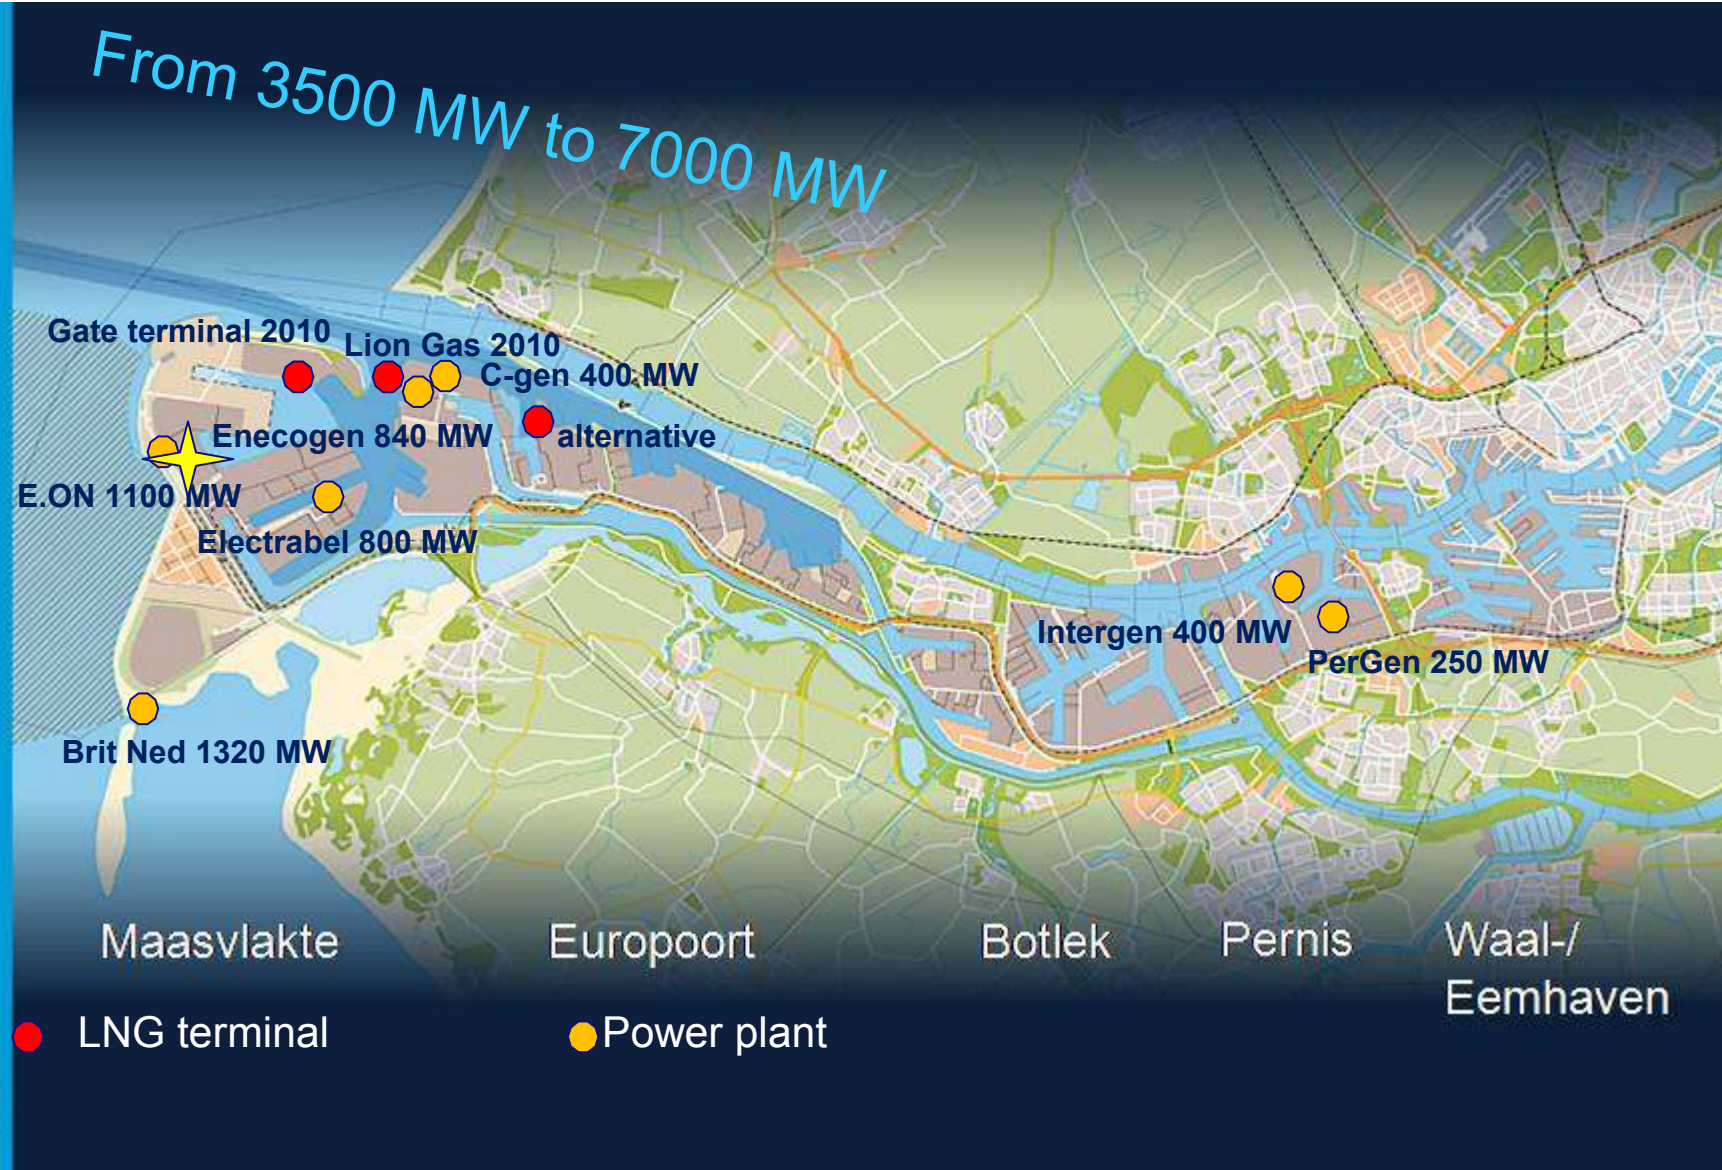 From 3500 MW to 7000 MW
Gate terminal 2010
Lion Gas 2010
C-gen 400 MW
Enecogen 840 MW
alternative
E.ON 1100 MW
Electrabel 800 MW
Intergen 400 MW
PerGen 250 MW
Brit Ned 1320 MW
Maasvlakte
Europoort
Botlek
Pernis
Waal-/
Eemhaven
LNG terminal
Power plant